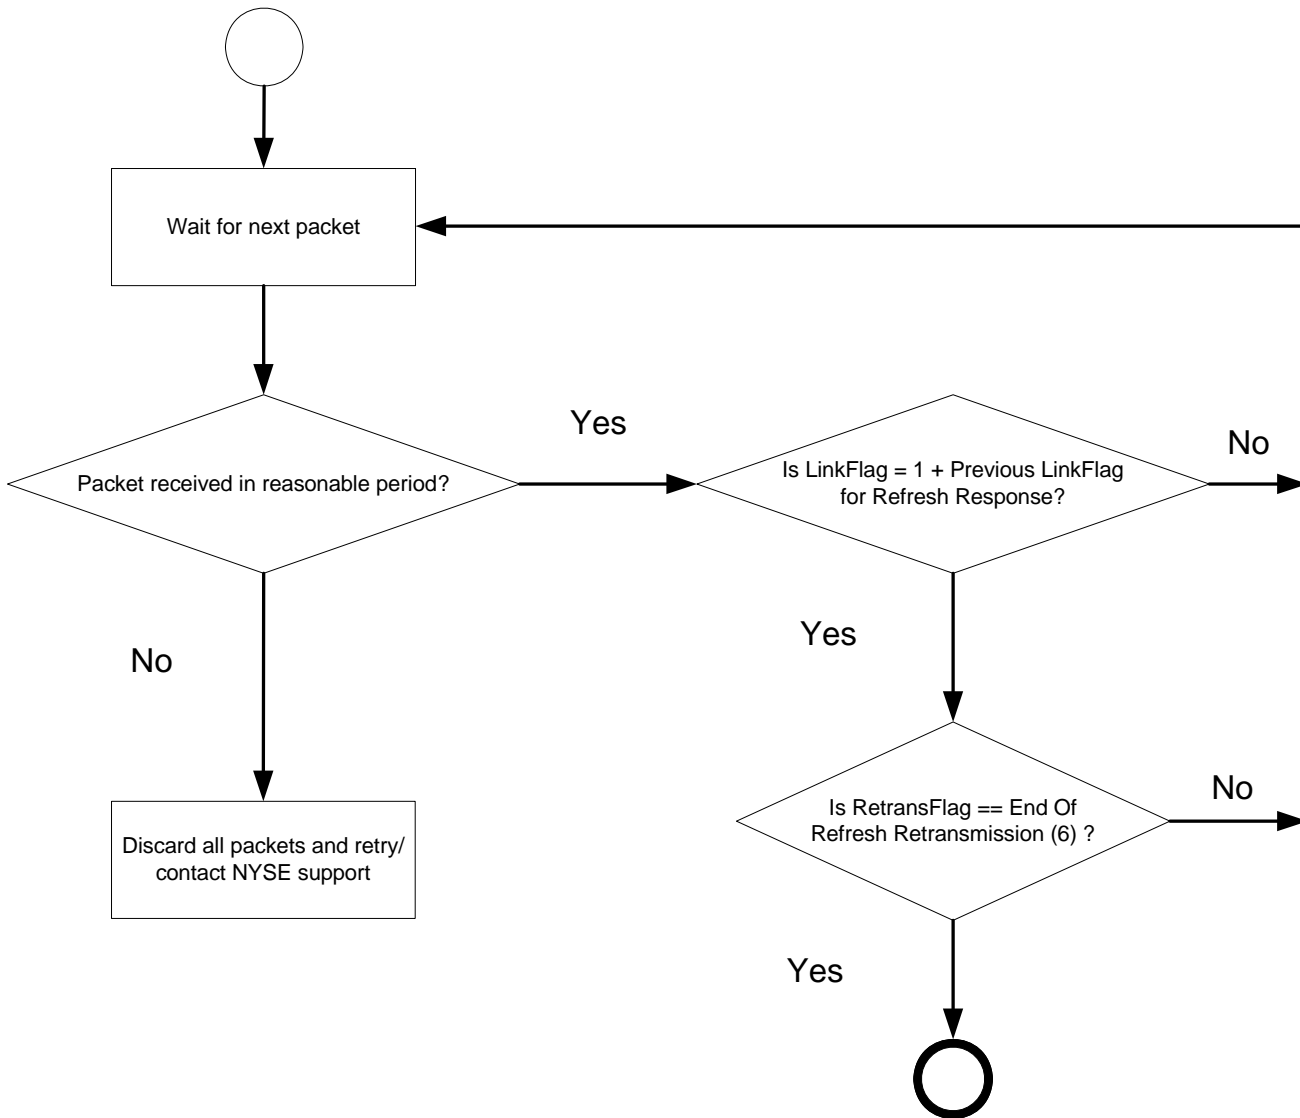 Wait for next packet
Yes
No
Packet received in reasonable period?
Is LinkFlag = 1 + Previous LinkFlag
for Refresh Response?
Yes
No
No
Is RetransFlag == End Of
Refresh Retransmission (6) ?
Discard all packets and retry/
contact NYSE support
Yes